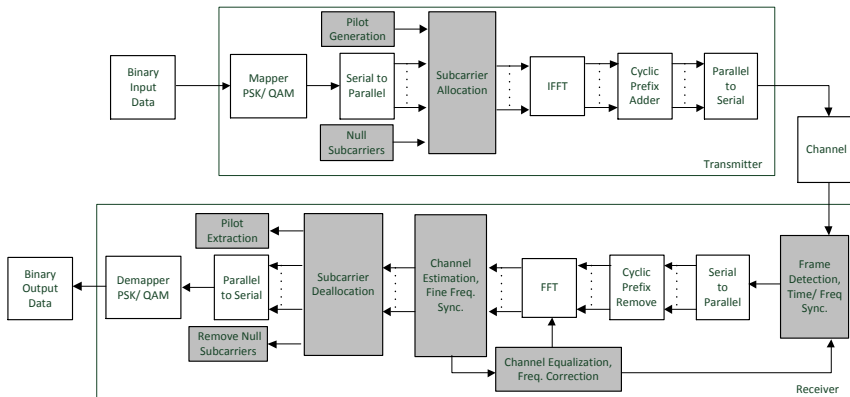 Pilot
Generation
Binary
Input
Data
Mapper
PSK/ QAM
Serial to
Parallel
Subcarrier
Allocation
IFFT
Cyclic
Prefix
Adder
Parallel
to
Serial
Null
Subcarriers
Transmitter
Channel
Pilot
Extraction
Binary
Output
Data
Demapper
PSK/ QAM
Parallel
to Serial
Subcarrier
Deallocation
Channel
Estimation,
Fine Freq.
Sync.
FFT
Cyclic
Prefix
Remove
Serial
to
Parallel
Frame
Detection,
Time/ Freq
Sync.
Remove Null
Subcarriers
Channel Equalization,
Freq. Correction
Receiver